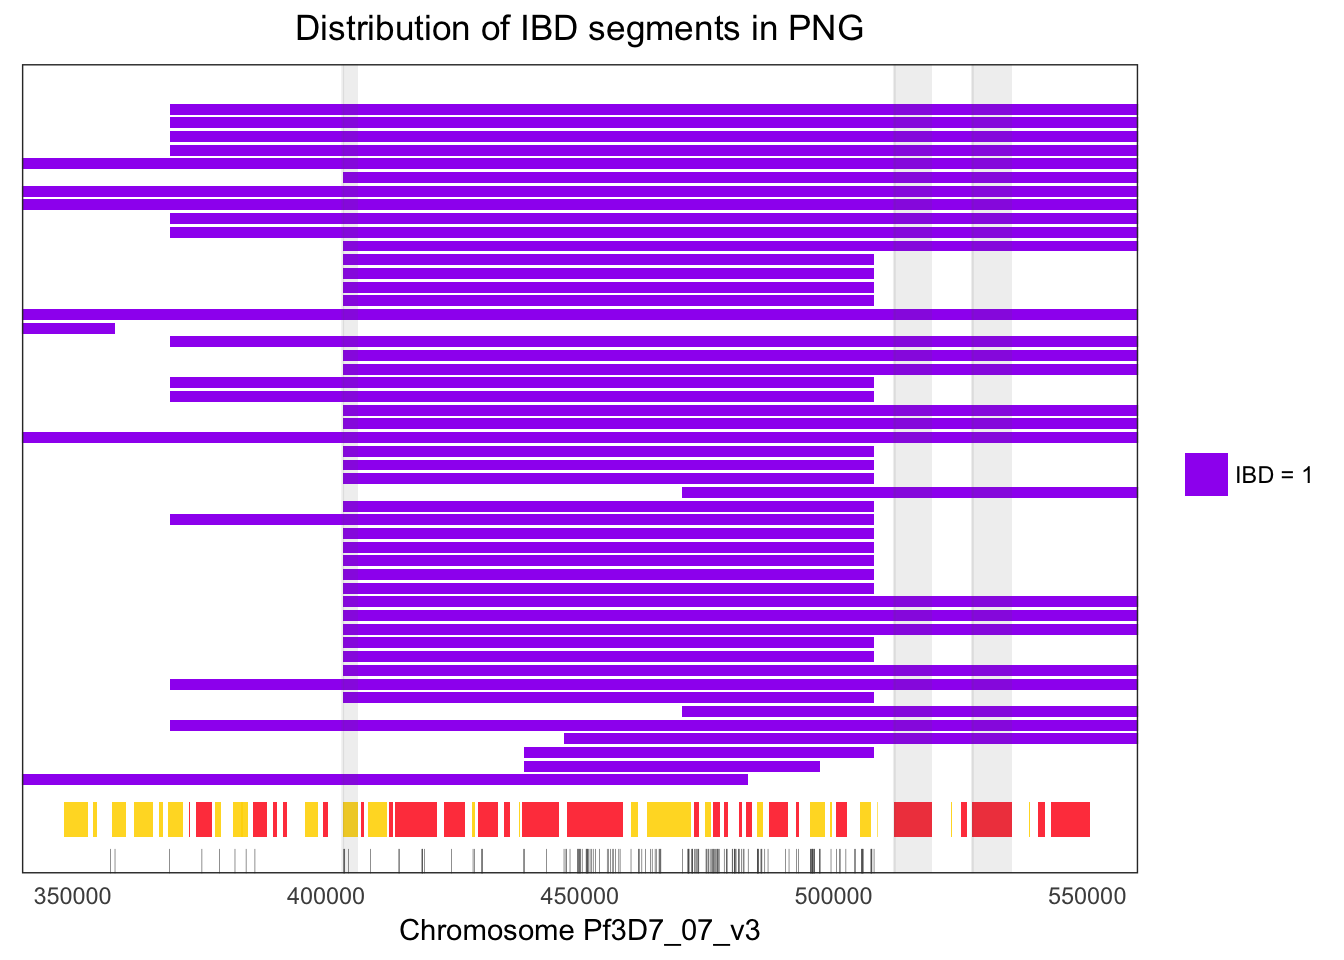 Distribution of IBD segments in PNG
IBD = 1
350000 400000 450000 500000 550000
Chromosome Pf3D7_07_v3